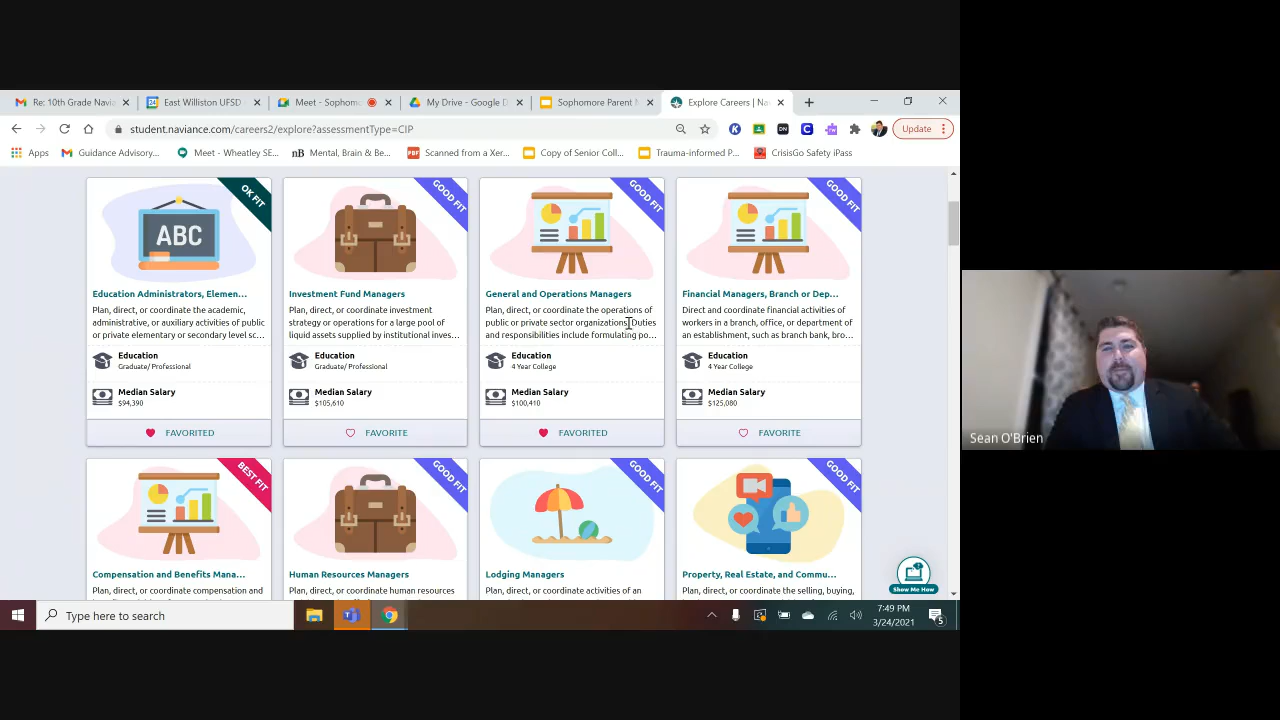 Re: 10th Grade Navia
East Williston UFSD
Meet - Sophom
My Drive - Google D
Sophomore Parent M
Explore Careers | Na
student.naviance.com/careers2/explore?assessmentType=CIP
Update
Apps
Guidance Advisory...
Meet - Wheatley SE...
Mental, Brain & Be...
Scanned from a Xer...
Copy of Senior Coll...
Trauma-informed P...
CrisisGo Safety iPass
OK FIT
GOOD FIT
GOOD FIT
GOOD FIT
ABC
Education Administrators, Elemen...
Plan, direct, or coordinate the academic,
administrative, or auxiliary activities of public
or private elementary or secondary level sc...
Education
Graduate/ Professional
Median Salary
$94,390
FAVORITED
Investment Fund Managers
Plan, direct, or coordinate investment
strategy or operations for a large pool of
liquid assets supplied by institutional inves...
Education
Graduate/ Professional
Median Salary
$105,610
FAVORITE
General and Operations Managers
Plan, direct, or coordinate the operations of
public or private sector organizations. Duties
and responsibilities include formulating po...
Education
4 Year College
Median Salary
$100,410
FAVORITED
Financial Managers, Branch or Dep...
Direct and coordinate financial activities of
workers in a branch, office, or department of
an establishment, such as branch bank, bro...
Education
4 Year College
Median Salary
$125,080
FAVORITE
BEST FIT
GOOD FIT
GOOD FIT
GOOD FIT
Compensation and Benefits Mana...
Plan, direct, or coordinate compensation and
Human Resources Managers
Plan, direct, or coordinate human resources
Lodging Managers
Plan, direct, or coordinate activities of an
Property, Real Estate, and Commu...
Plan, direct, or coordinate the selling, buying,
Show Me How
Sean O'Brien
Type here to search
7:49 PM
3/24/2021
5